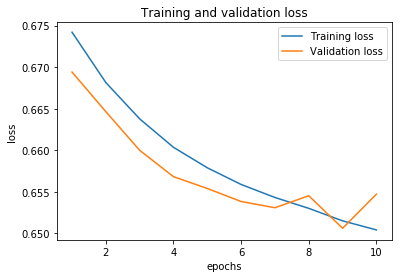 Training and validation loss
Training loss
Validation loss
0.675
0.670
0.665
0.660
0.655
0.650
loss
2
4
6
8
10
epochs